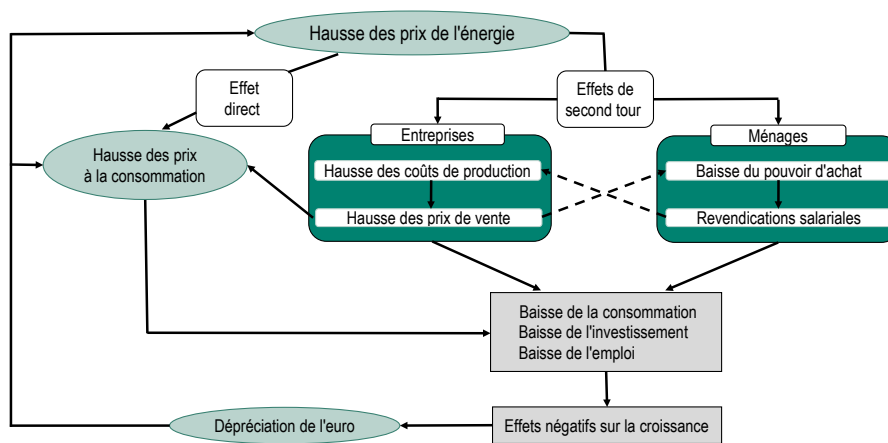 Hausse des prix de l'énergie
Effet
direct
Effets de
second tour
Entreprises
Ménages
Hausse des prix
à la consommation
Hausse des coûts de production
Baisse du pouvoir d'achat
Hausse des prix de vente
Revendications salariales
Baisse de la consommation
Baisse de l'investissement
Baisse de l'emploi
Dépréciation de l'euro
Effets négatifs sur la croissance